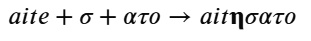 aite + σ + ατο → aitησατο